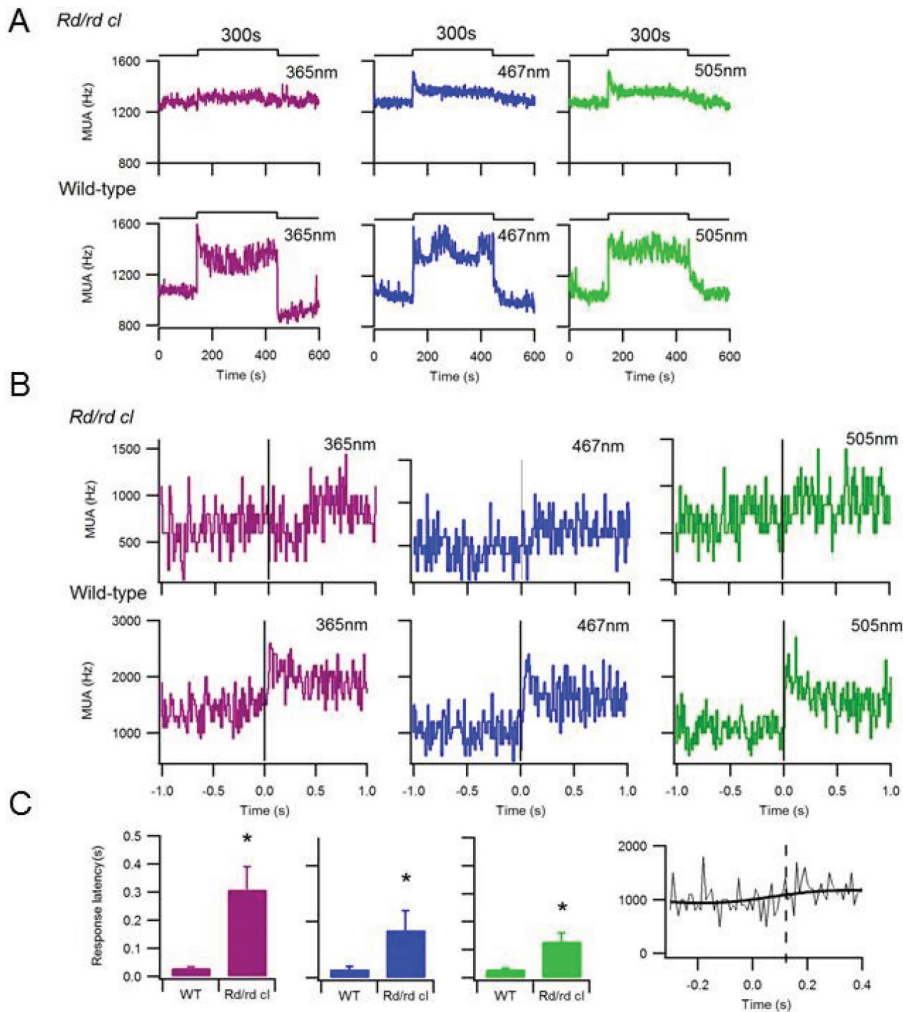 A
Rd/rd cl
300s 300s 300s
365nm 467nm 505nm
1600
1200
800
MUA (Hz)
Wild-type
365nm 467nm 505nm
1600
1200
800
MUA (Hz)
0 200 400 600 0 200 400 600 0 200 400 600
Time (s) Time (s) Time (s)
B
Rd/rd cl
365nm 467nm 505nm
1500
1000
500
MUA (Hz)
Wild-type
365nm 467nm 505nm
3000
2000
1000
MUA (Hz)
-1.0 -0.5 0.0 0.5 1.0 -1.0 -0.5 0.0 0.5 1.0 -1.0 -0.5 0.0 0.5 1.0
Time (s) Time (s) Time (s)
C
0.5
0.4
0.3
0.2
0.1
0.0
Response latency(s)
* * *
WT Rd/rd cl WT Rd/rd cl WT Rd/rd cl
2000
1000
0
-0.2 0.0 0.2 0.4
Time (s)